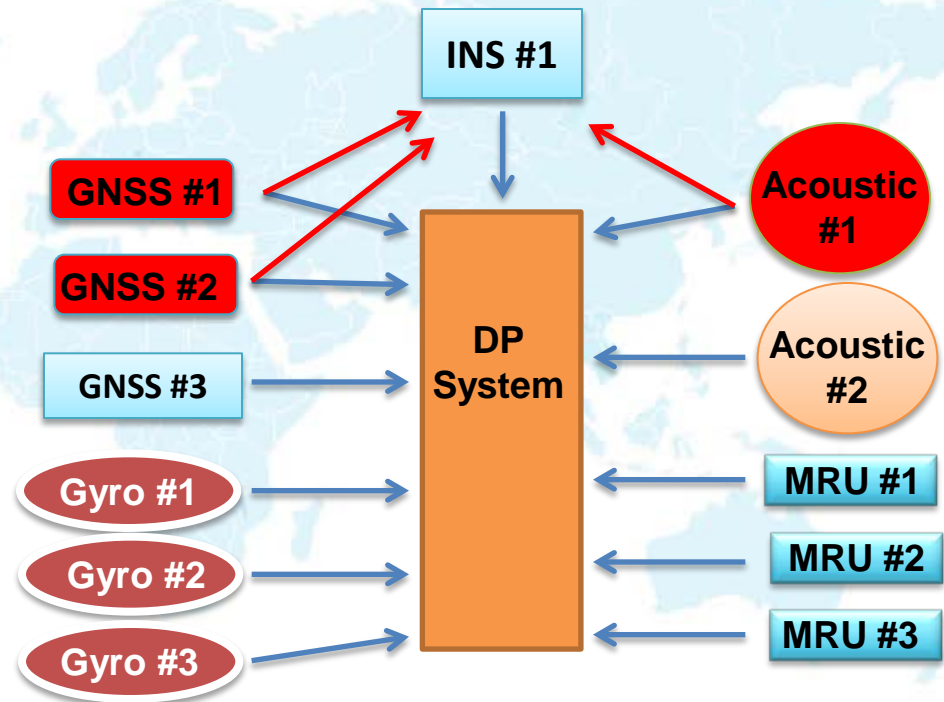 INS #1
GNSS #1
GNSS #2
GNSS #3
Gyro #1
Gyro #2
Gyro #3
DP
System
Acoustic
#1
Acoustic
#2
MRU #1
MRU #2
MRU #3